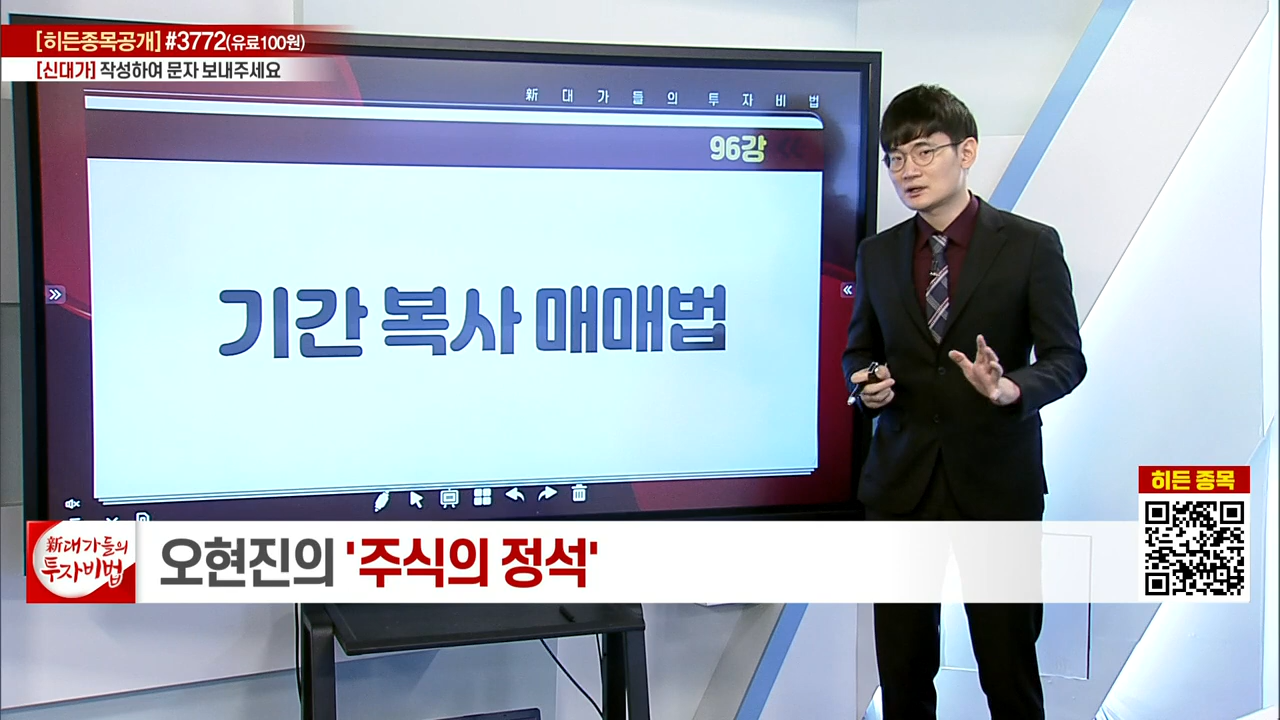 [히든종목공개] #3772(유료100원)
[신대가] 작성하여 문자 보내주세요
新 대가들의 투자비법
96강
기간 복사 매매법
히든 종목
新대가들의
투자비법
오현진의 '주식의 정석'